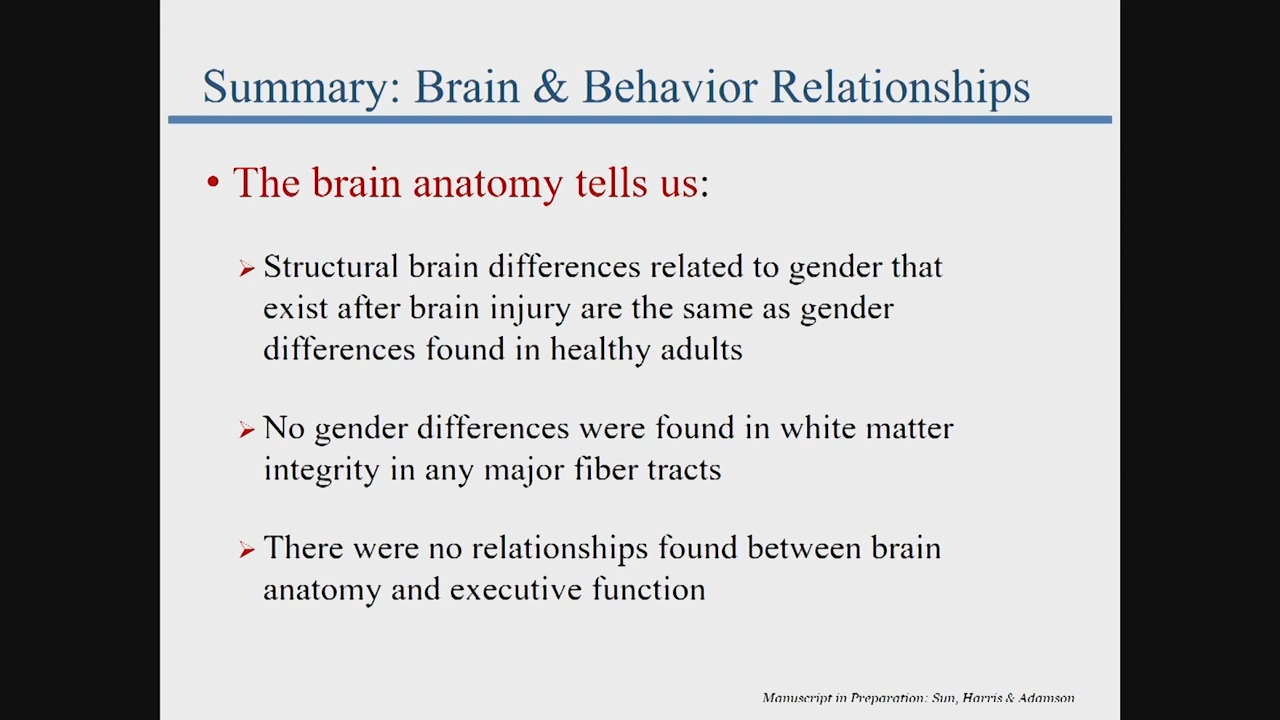 Summary: Brain & Behavior Relationships
• The brain anatomy tells us:
➢ Structural brain differences related to gender that
exist after brain injury are the same as gender
differences found in healthy adults
➢ No gender differences were found in white matter
integrity in any major fiber tracts
➢ There were no relationships found between brain
anatomy and executive function
Manuscript in Preparation: Sun, Harris & Adamson